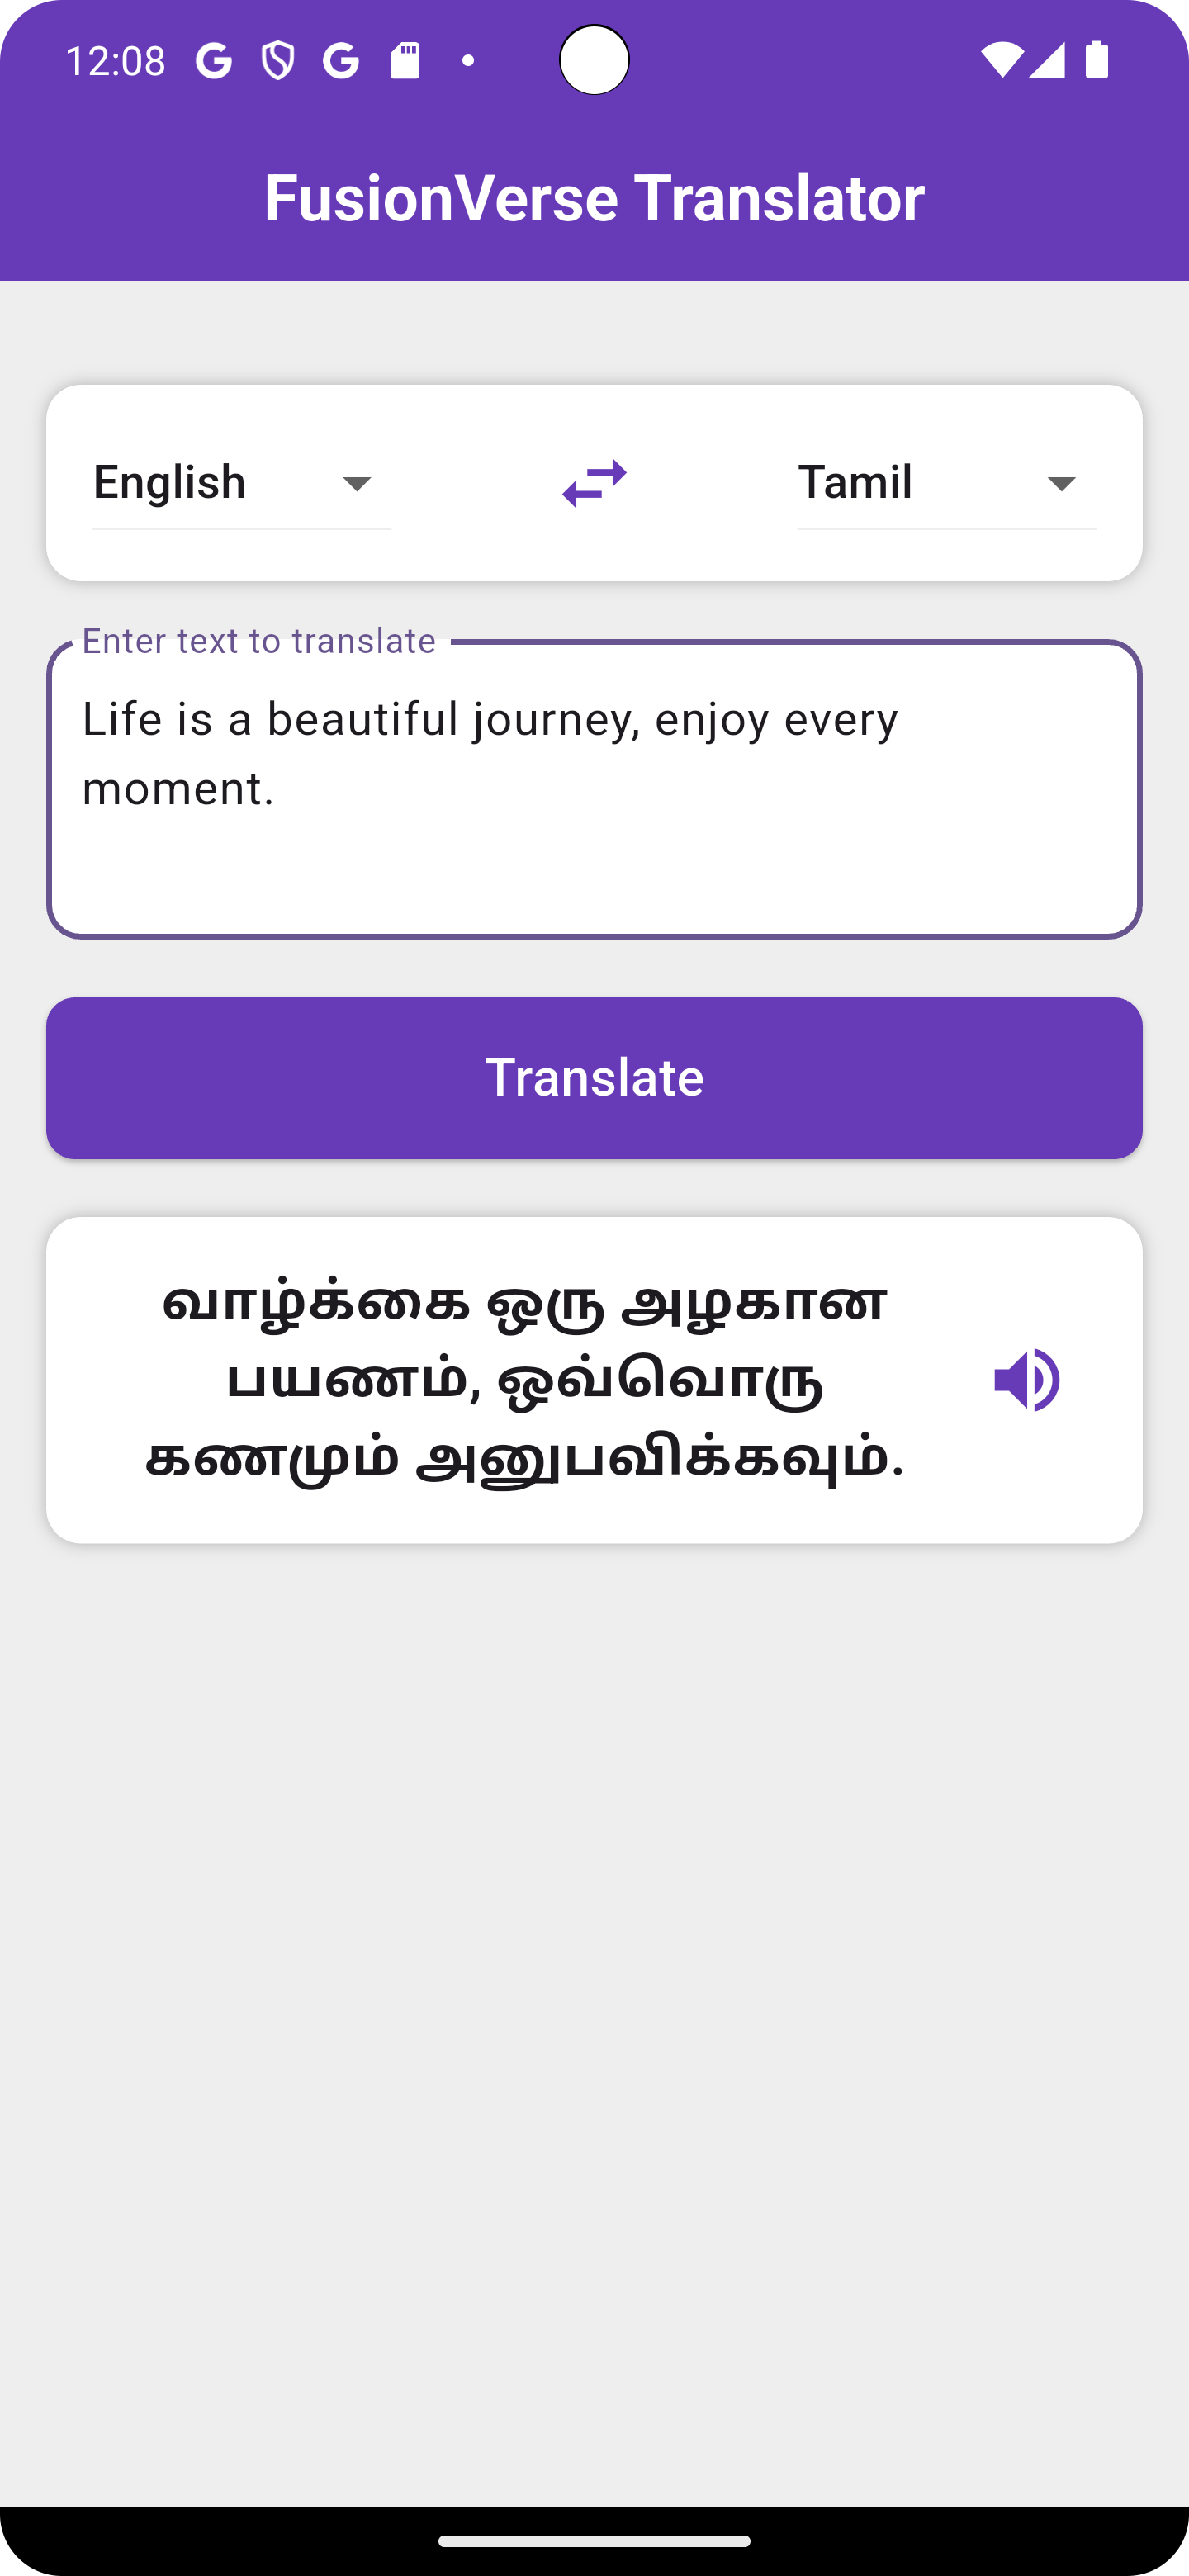 12:08
FusionVerse Translator
English
Tamil
Enter text to translate
Life is a beautiful journey, enjoy every
moment.
Translate
வாழ்க்கை ஒரு அழகான
பயணம், ஒவ்வொரு
கணமும் அனுபவிக்கவும்.